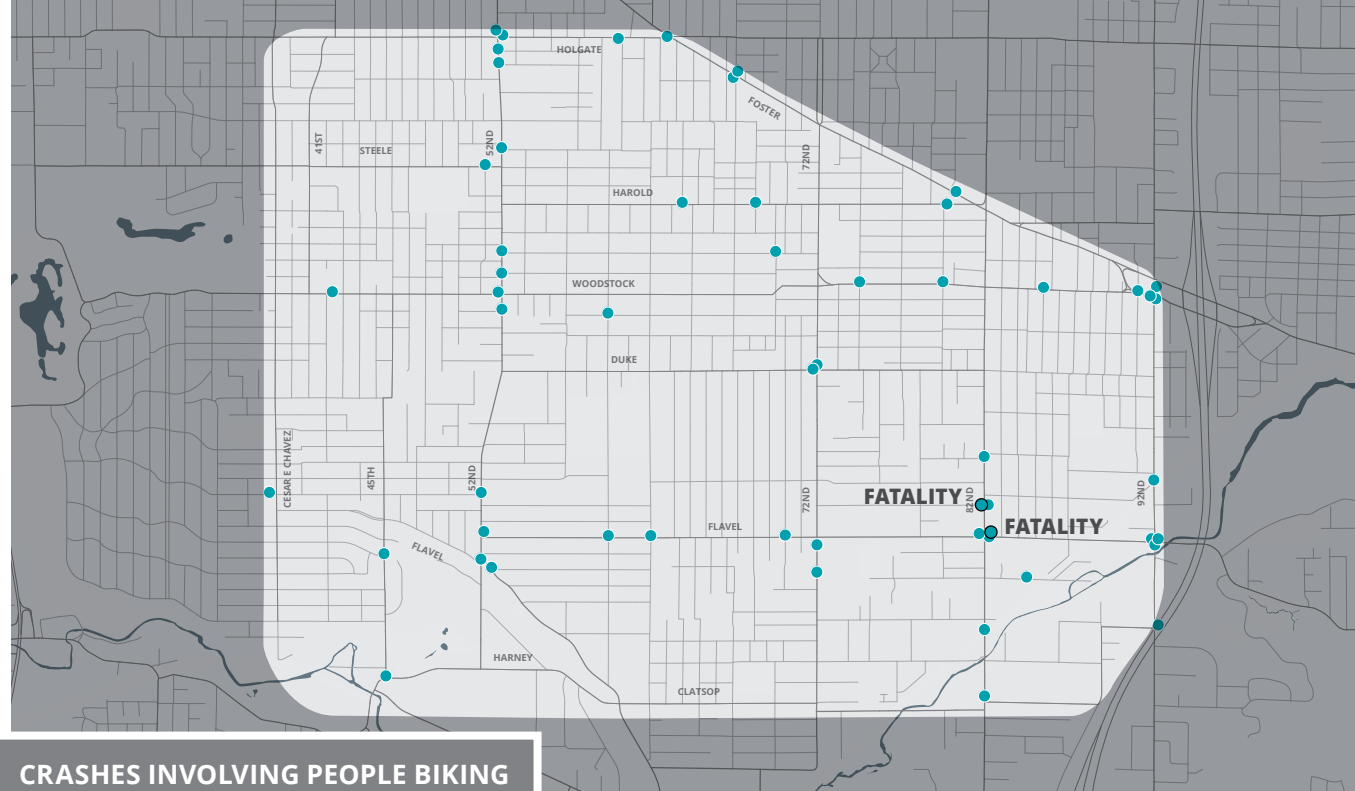 HOLGATE
FOSTER
41ST
52ND
STEELE
72ND
HAROLD
WOODSTOCK
DUKE
CESAR E CHAVEZ
45TH
52ND
72ND
FATALITY
82ND
92ND
FLAVEL
FATALITY
FLAVEL
HARNEY
CLATSOP
CRASHES INVOLVING PEOPLE BIKING